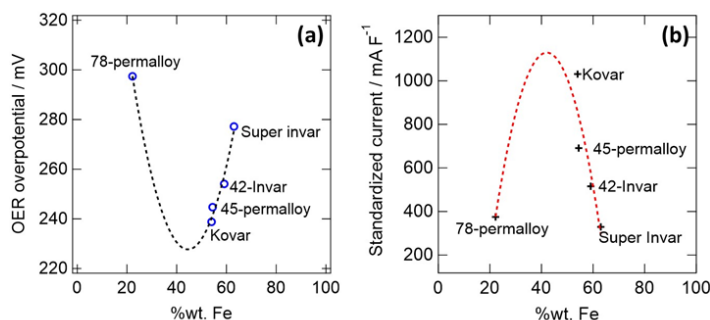 (a)
OER overpotential / mV
320
300
280
260
240
220
78-permalloy
Super invar
42-Invar
45-permalloy
Kovar
0
20
40
60
80
100
%wt. Fe
(b)
Standardized current / mA F⁻¹
1200
1000
800
600
400
200
Kovar
45-permalloy
42-Invar
78-permalloy
Super Invar
0
20
40
60
80
100
%wt. Fe